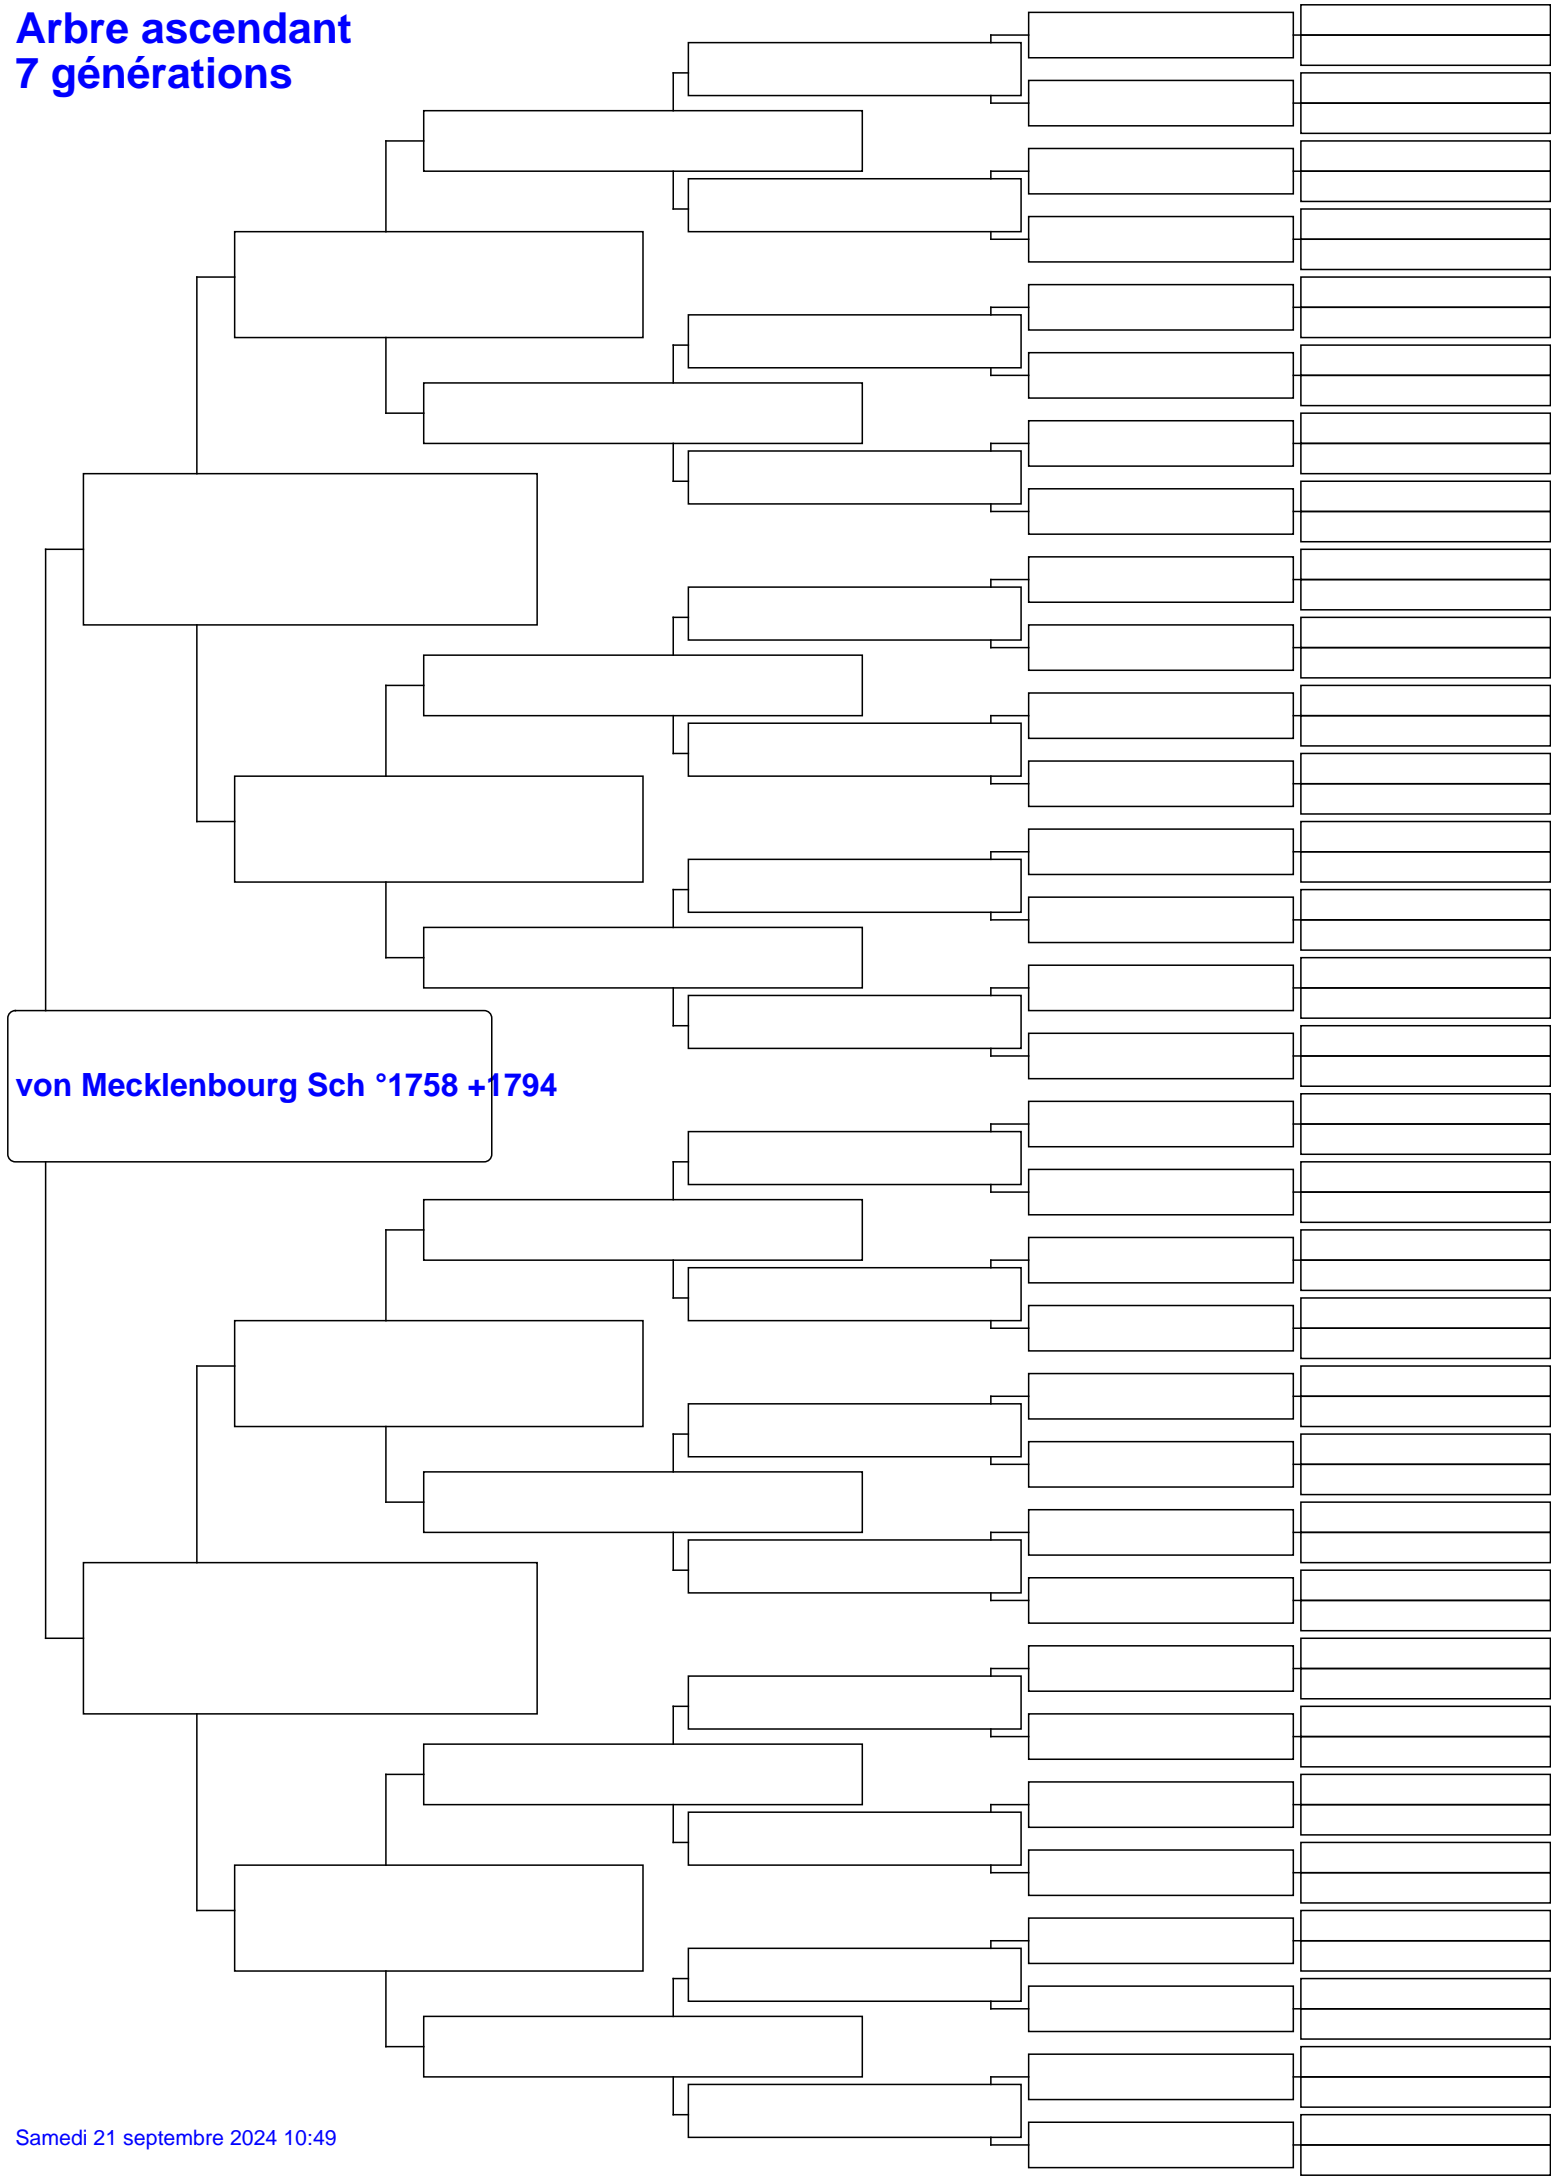 Arbre ascendant
7 générations
von Mecklenbourg Sch °1758 +1794
Samedi 21 septembre 2024 10:49